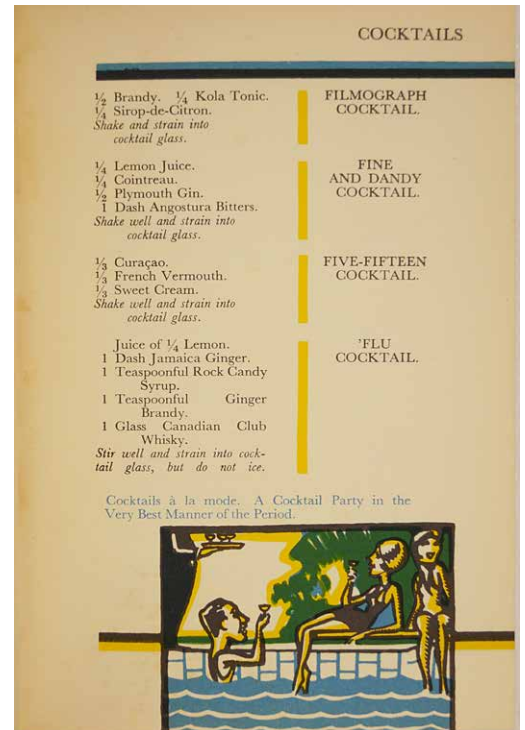 COCKTAILS
½ Brandy. ¼ Kola Tonic.
¼ Sirop-de-Citron.
Shake and strain into
cocktail glass.
FILMOGRAPH
COCKTAIL.
¼ Lemon Juice.
¼ Cointreau.
½ Plymouth Gin.
1 Dash Angostura Bitters.
Shake well and strain into
cocktail glass.
FINE
AND DANDY
COCKTAIL.
⅓ Curaçao.
⅓ French Vermouth.
⅓ Sweet Cream.
Shake well and strain into
cocktail glass.
FIVE-FIFTEEN
COCKTAIL.
Juice of ¼ Lemon.
1 Dash Jamaica Ginger.
1 Teaspoonful Rock Candy
Syrup.
1 Teaspoonful Ginger
Brandy.
1 Glass Canadian Club
Whisky.
Stir well and strain into cock-
tail glass, but do not ice.
'FLU
COCKTAIL.
Cocktails à la mode. A Cocktail Party in the
Very Best Manner of the Period.